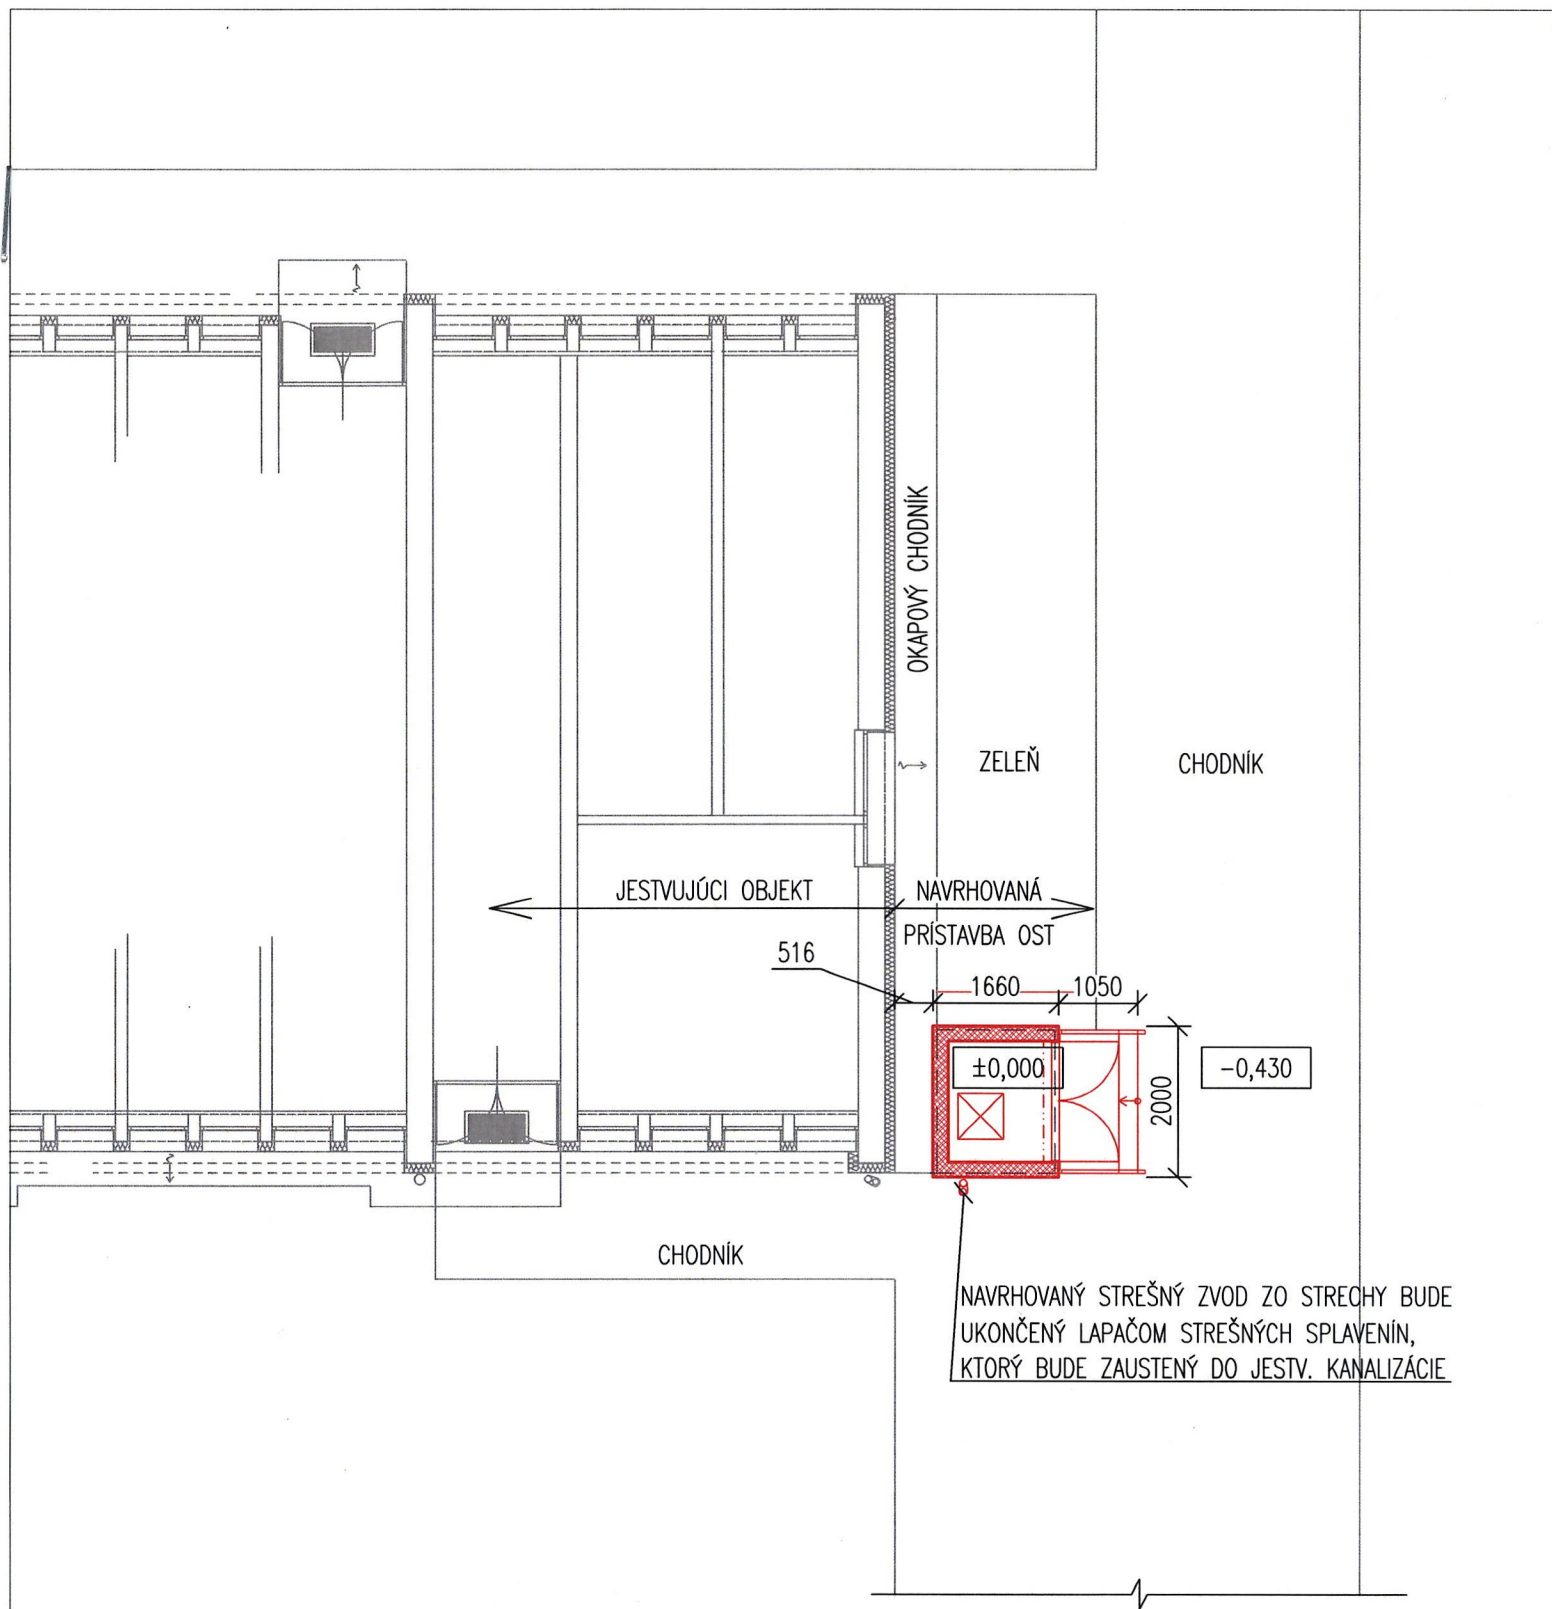 OKAPOVÝ CHODNÍK
ZELEŇ
CHODNÍK
JESTVUJÚCI OBJEKT
NAVRHOVANÁ
PRÍSTAVBA OST
516
1660
1050
±0,000
-0,430
2000
CHODNÍK
NAVRHOVANÝ STREŠNÝ ZVOD ZO STRECHY BUDE
UKONČENÝ LAPAČOM STREŠNÝCH SPLAVENÍN,
KTORÝ BUDE ZAUSTENÝ DO JESTV. KANALIZÁCIE